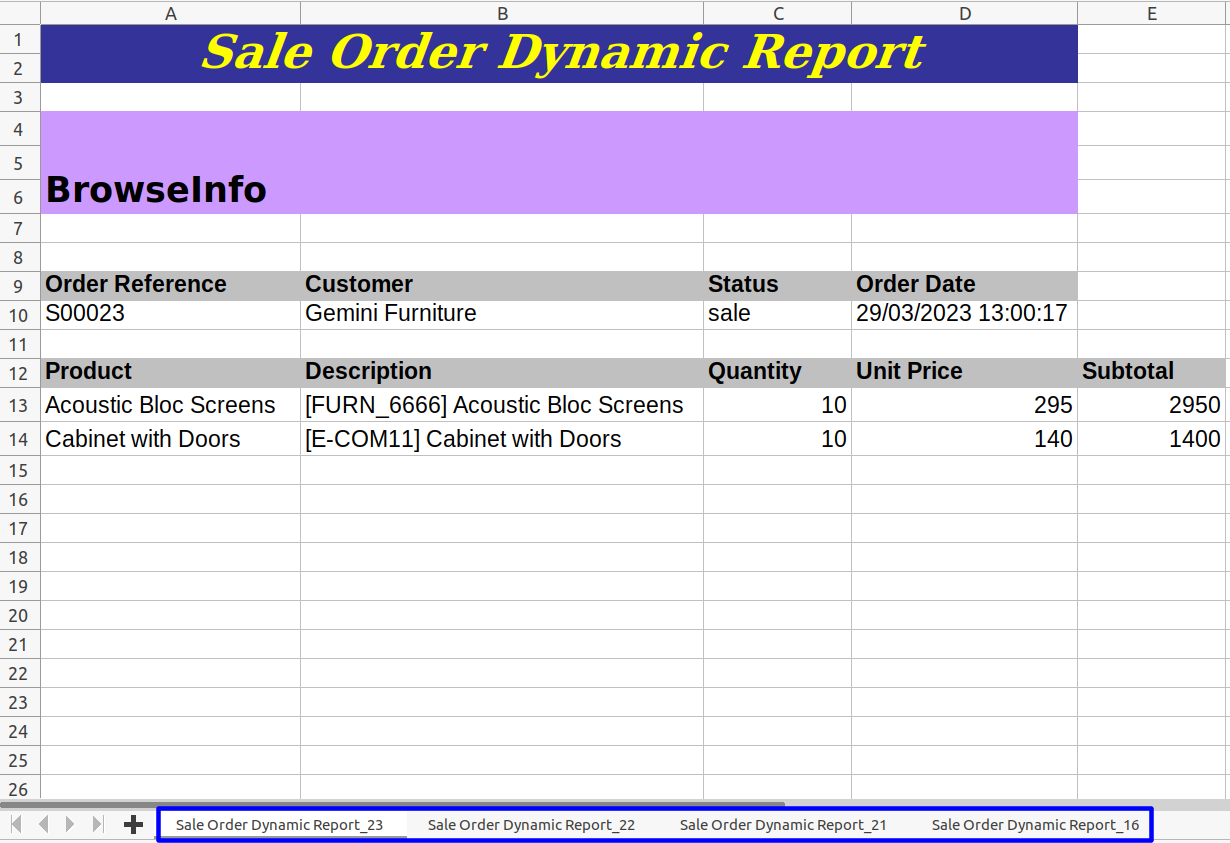 A B C D E
1 Sale Order Dynamic Report
2
3
4
5
6 BrowseInfo
7
8
9 Order Reference Customer Status Order Date
10 S00023 Gemini Furniture sale 29/03/2023 13:00:17
11
12 Product Description Quantity Unit Price Subtotal
13 Acoustic Bloc Screens [FURN_6666] Acoustic Bloc Screens 10 295 2950
14 Cabinet with Doors [E-COM11] Cabinet with Doors 10 140 1400
15
16
17
18
19
20
21
22
23
24
25
26
Sale Order Dynamic Report_23 Sale Order Dynamic Report_22 Sale Order Dynamic Report_21 Sale Order Dynamic Report_16